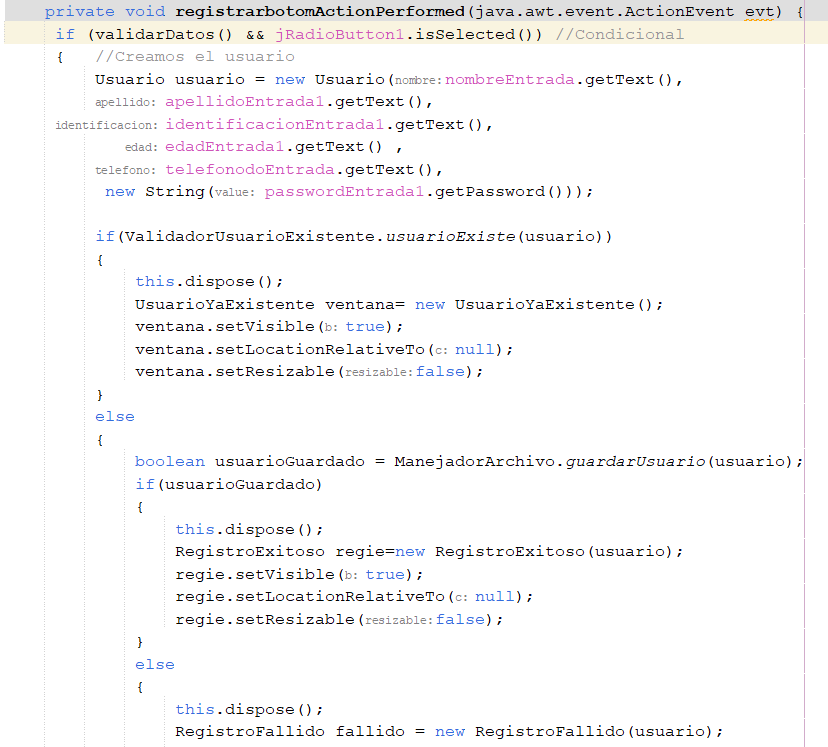 private void registrarbotomActionPerformed(java.awt.event.ActionEvent evt) {
if (validarDatos() && jRadioButton1.isSelected()) //Condicional
{ //Creamos el usuario
Usuario usuario = new Usuario(nombre: nombreEntrada.getText(),
apellido: apellidoEntrada1.getText(),
identificacion: identificacionEntrada1.getText(),
edad: edadEntrada1.getText() ,
telefono: telefonodoEntrada.getText(),
new String(value: passwordEntrada1.getPassword()));
if(ValidadorUsuarioExistente.usuarioExiste(usuario))
{
this.dispose();
UsuarioYaExistente ventana= new UsuarioYaExistente();
ventana.setVisible(b: true);
ventana.setLocationRelativeTo(c: null);
ventana.setResizable(resizable: false);
}
else
{
boolean usuarioGuardado = ManejadorArchivo.guardarUsuario(usuario);
if(usuarioGuardado)
{
this.dispose();
RegistroExitoso regie=new RegistroExitoso(usuario);
regie.setVisible(b: true);
regie.setLocationRelativeTo(c: null);
regie.setResizable(resizable: false);
}
else
{
this.dispose();
RegistroFallido fallido = new RegistroFallido(usuario);